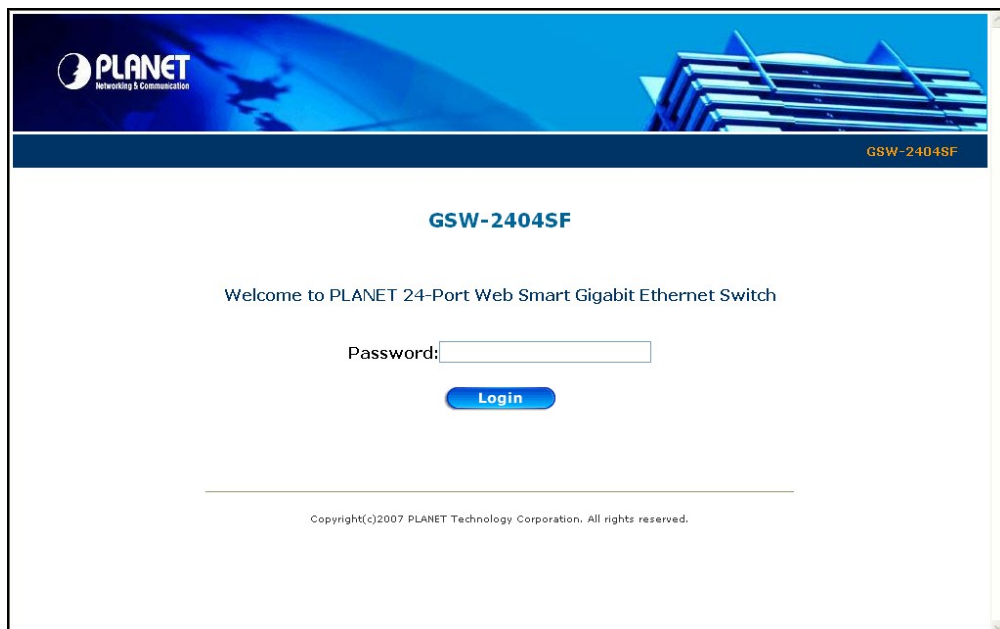 PLANET
Networking & Communication
GSW-2404SF
GSW-2404SF
Welcome to PLANET 24-Port Web Smart Gigabit Ethernet Switch
Password:
Login
Copyright(c)2007 PLANET Technology Corporation. All rights reserved.